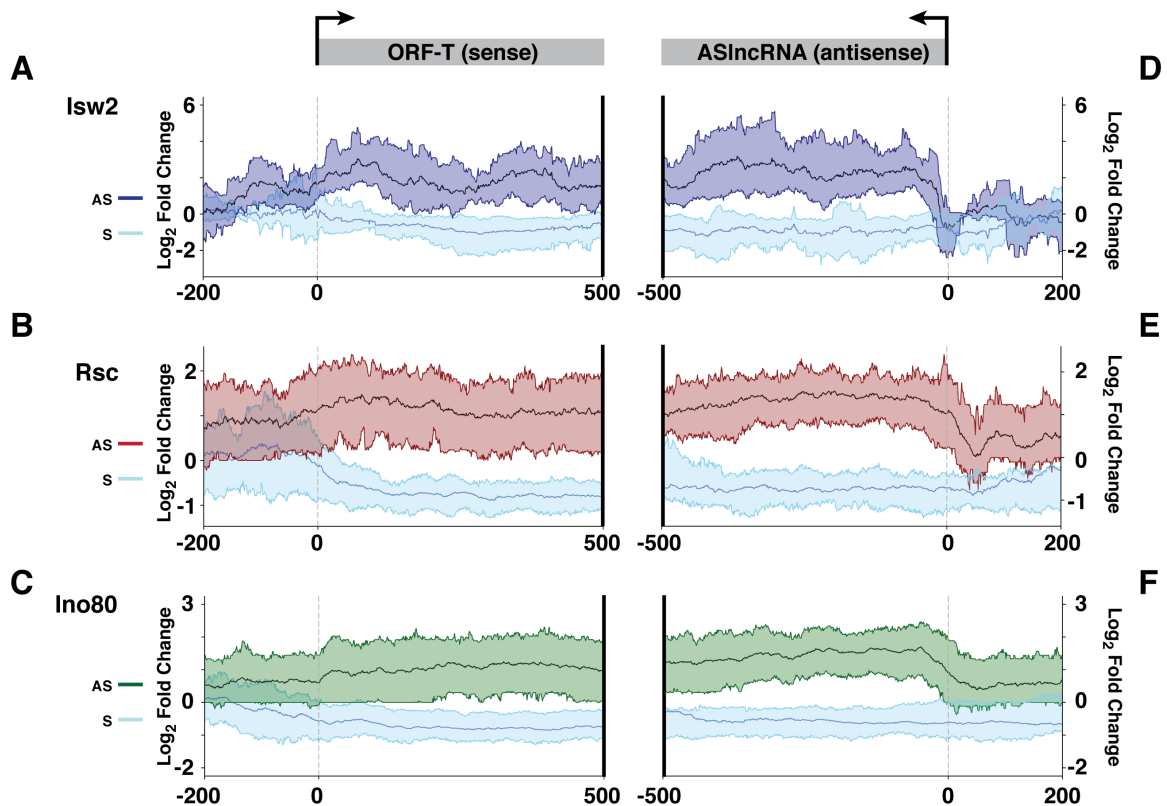 ORF-T (sense)
ASlncRNA (antisense)
A
D
Isw2
AS
S
Log2 Fold Change
6
0
-2
-200
0
500
-500
0
200
6
0
-2
Log2 Fold Change
B
E
Rsc
AS
S
Log2 Fold Change
2
0
-1
-200
0
500
-500
0
200
2
0
-1
Log2 Fold Change
C
F
Ino80
AS
S
Log2 Fold Change
3
0
-2
-200
0
500
-500
0
200
3
0
-2
Log2 Fold Change